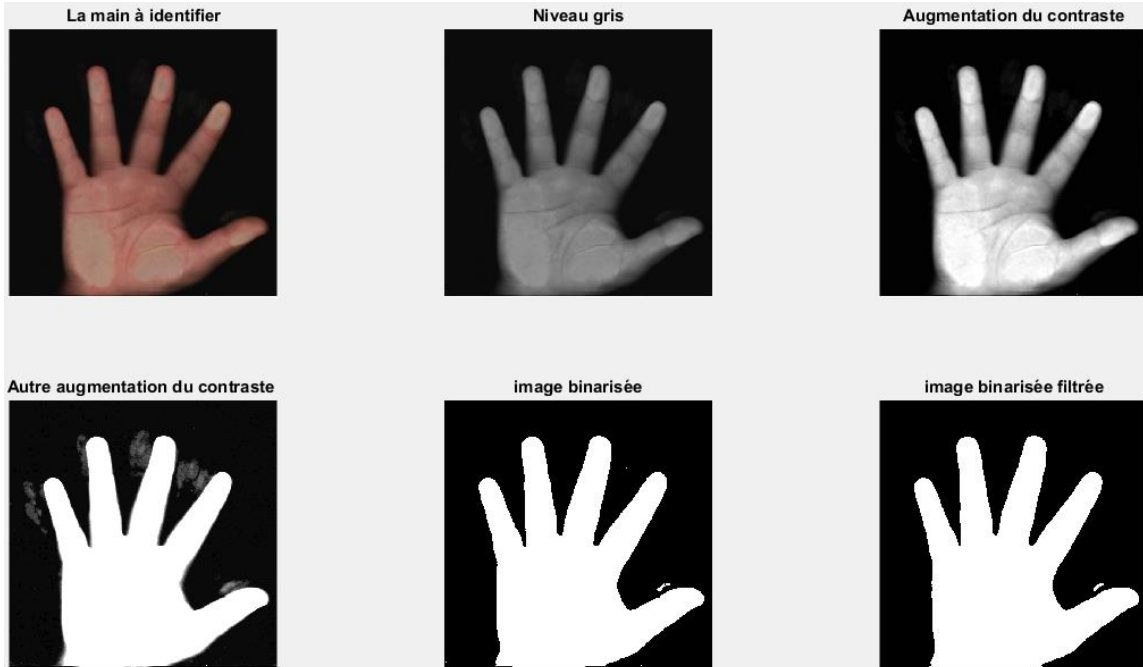 La main à identifier
Niveau gris
Augmentation du contraste
Autre augmentation du contraste
image binarisée
image binarisée filtrée